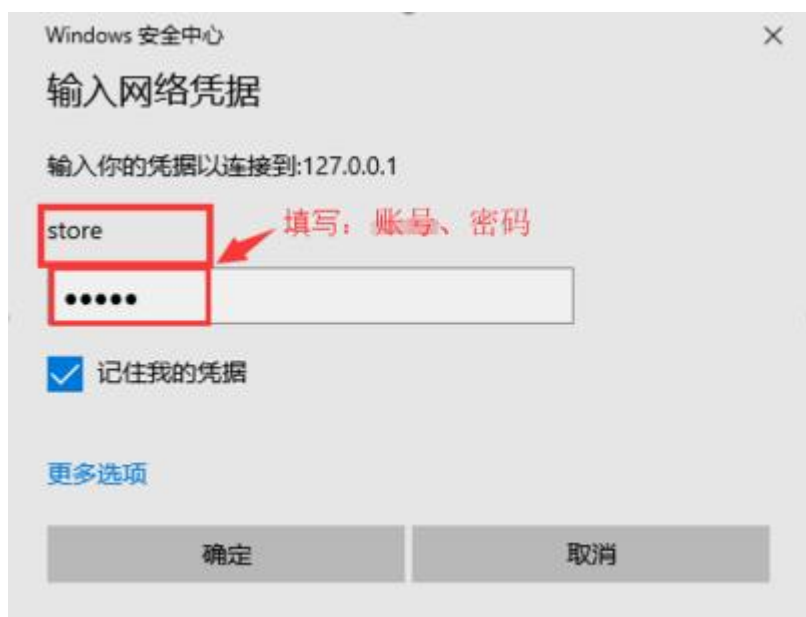 Windows 安全中心
输入网络凭据
输入你的凭据以连接到:127.0.0.1
store
填写：账号、密码
●●●●●
记住我的凭据
更多选项
确定
取消